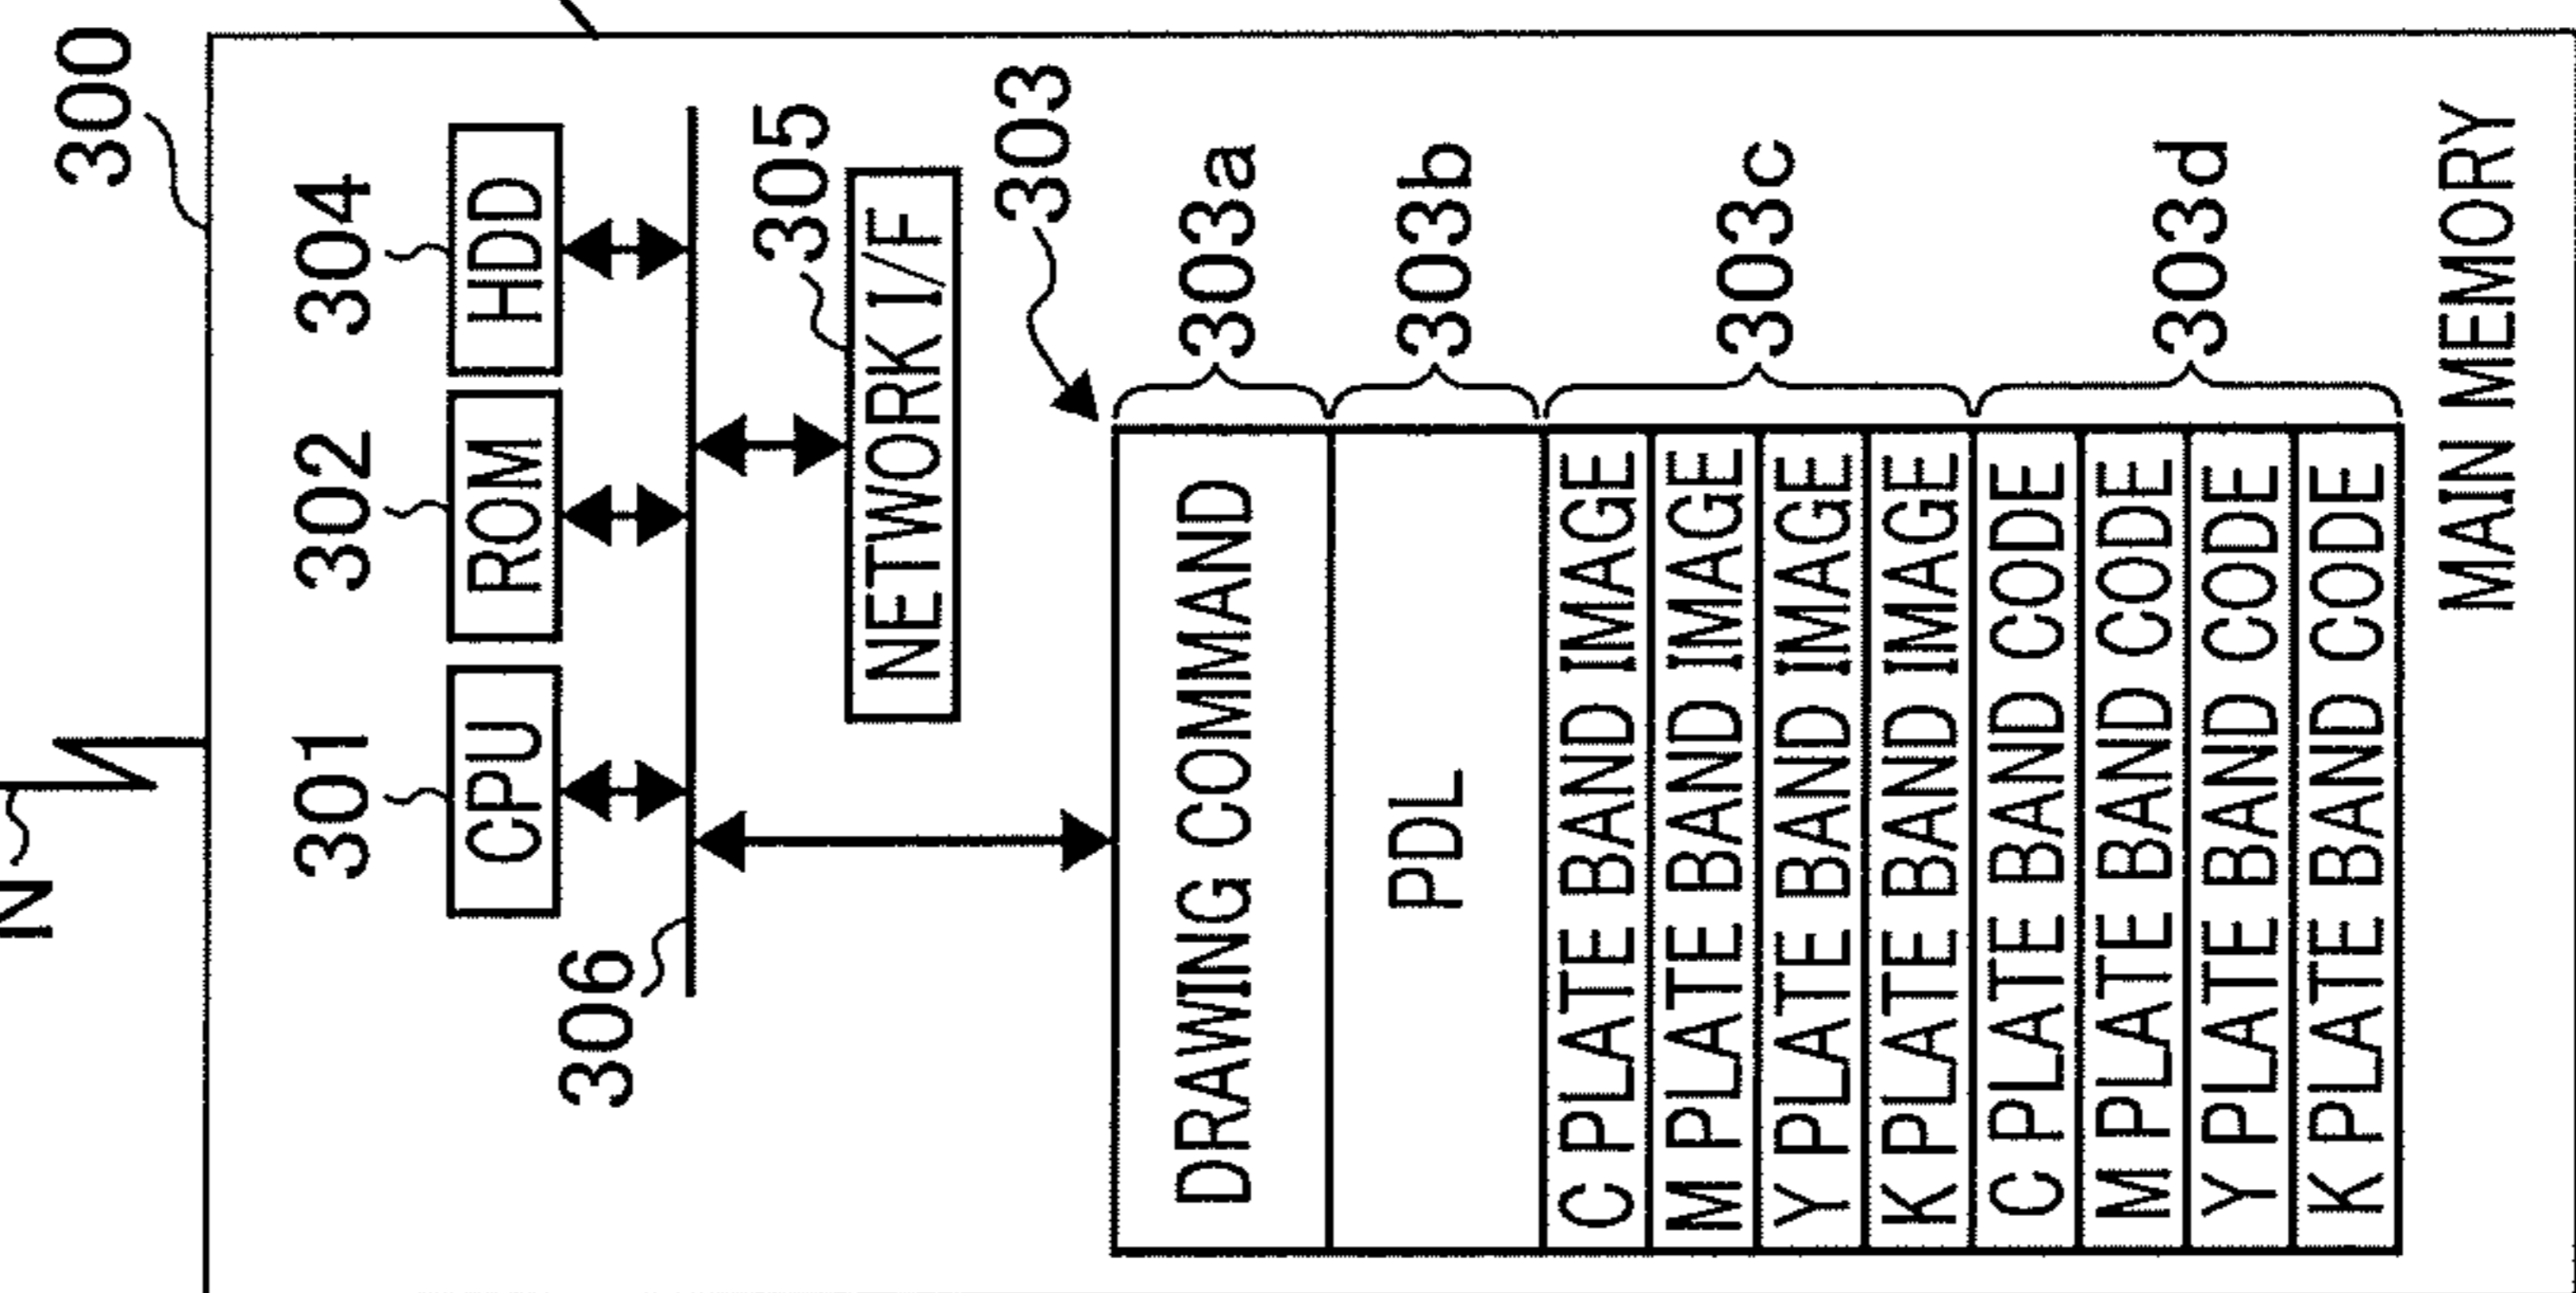 N
300
301
302
304
CPU
ROM
HDD
306
305
NETWORK I/F
303
DRAWING COMMAND
303a
PDL
303b
C PLATE BAND IMAGE
M PLATE BAND IMAGE
303c
Y PLATE BAND IMAGE
K PLATE BAND IMAGE
C PLATE BAND CODE
M PLATE BAND CODE
303d
Y PLATE BAND CODE
K PLATE BAND CODE
MAIN MEMORY